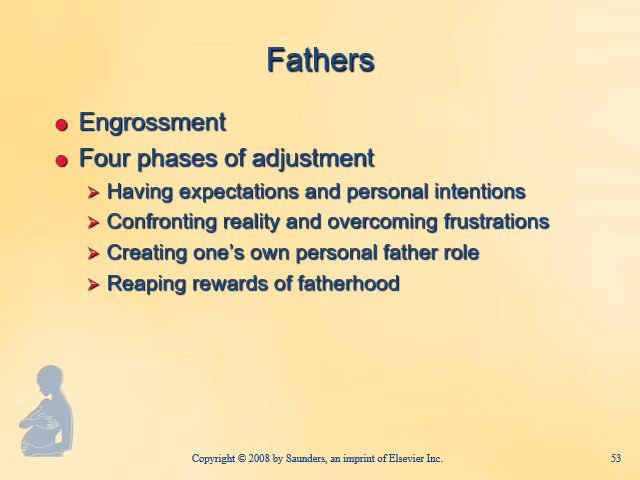 Fathers
Engrossment
Four phases of adjustment
Having expectations and personal intentions
Confronting reality and overcoming frustrations
Creating one’s own personal father role
Reaping rewards of fatherhood
Copyright © 2008 by Saunders, an imprint of Elsevier Inc.
53